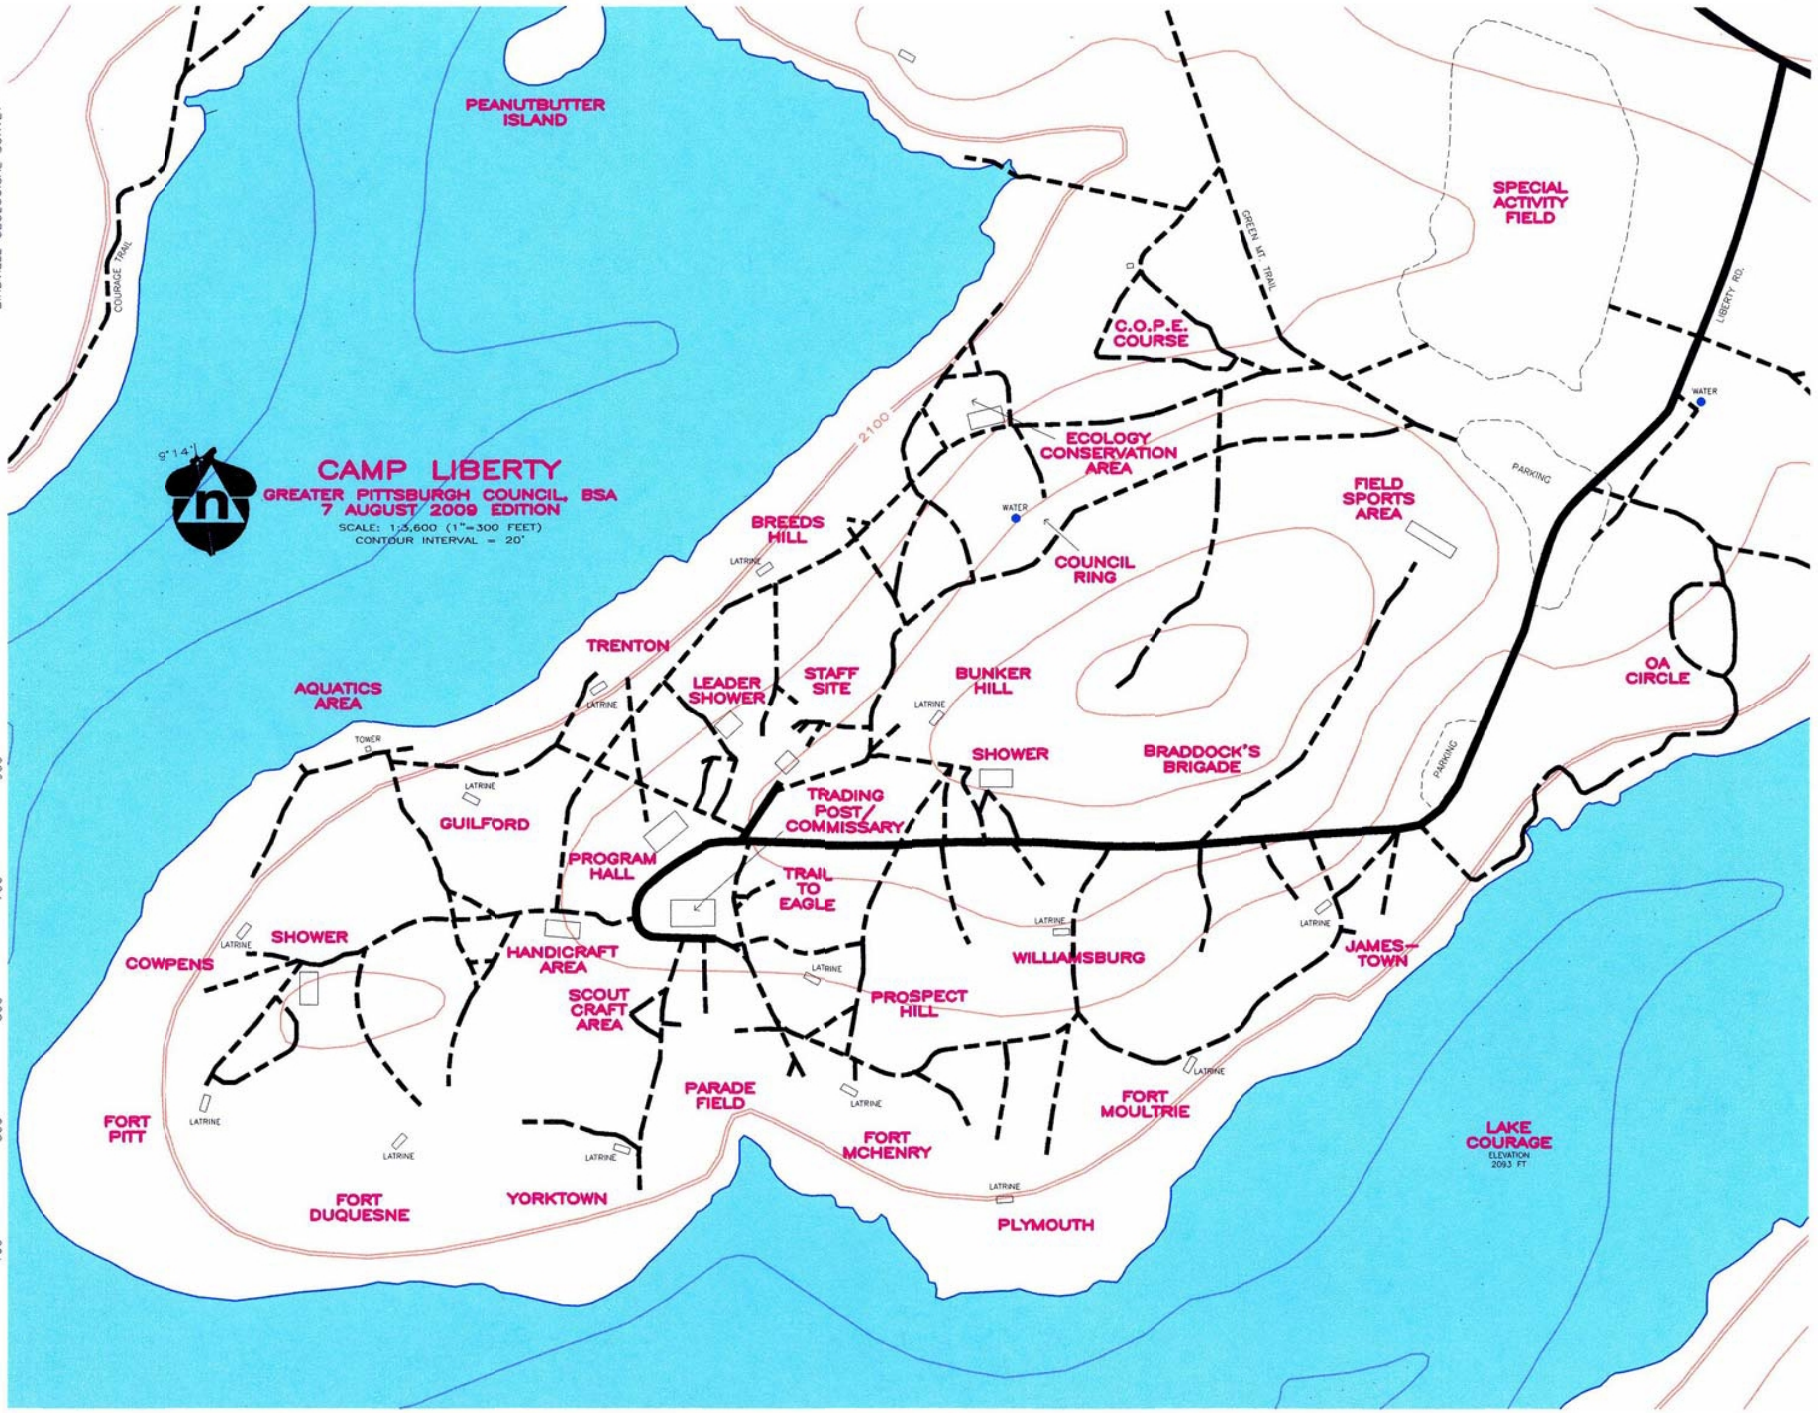 PEANUTBUTTER
ISLAND
SPECIAL
ACTIVITY
FIELD
COURAGE TRAIL
GREEN MT. TRAIL
LIBERTY RD.
C.O.P.E.
COURSE
WATER
2100
9°14'
n
CAMP LIBERTY
GREATER PITTSBURGH COUNCIL, BSA
7 AUGUST 2009 EDITION
SCALE: 1:3,600 (1"=300 FEET)
CONTOUR INTERVAL = 20'
ECOLOGY
CONSERVATION
AREA
PARKING
FIELD
SPORTS
AREA
WATER
BREEDS
HILL
LATRINE
COUNCIL
RING
TRENTON
LATRINE
LEADER
SHOWER
STAFF
SITE
BUNKER
HILL
LATRINE
OA
CIRCLE
AQUATICS
AREA
TOWER
SHOWER
BRADDOCK'S
BRIGADE
PARKING
LATRINE
GUILFORD
TRADING
POST/
COMMISSARY
PROGRAM
HALL
TRAIL
TO
EAGLE
LATRINE
COWPENS
SHOWER
HANDICRAFT
AREA
LATRINE
LATRINE
WILLIAMSBURG
LATRINE
JAMES-
TOWN
SCOUT
CRAFT
AREA
PROSPECT
HILL
LATRINE
PARADE
FIELD
LATRINE
FORT
MOULTRIE
LATRINE
FORT
PITT
LATRINE
LATRINE
FORT
MCHENRY
LAKE
COURAGE
ELEVATION
2093 FT
FORT
DUQUESNE
YORKTOWN
LATRINE
PLYMOUTH